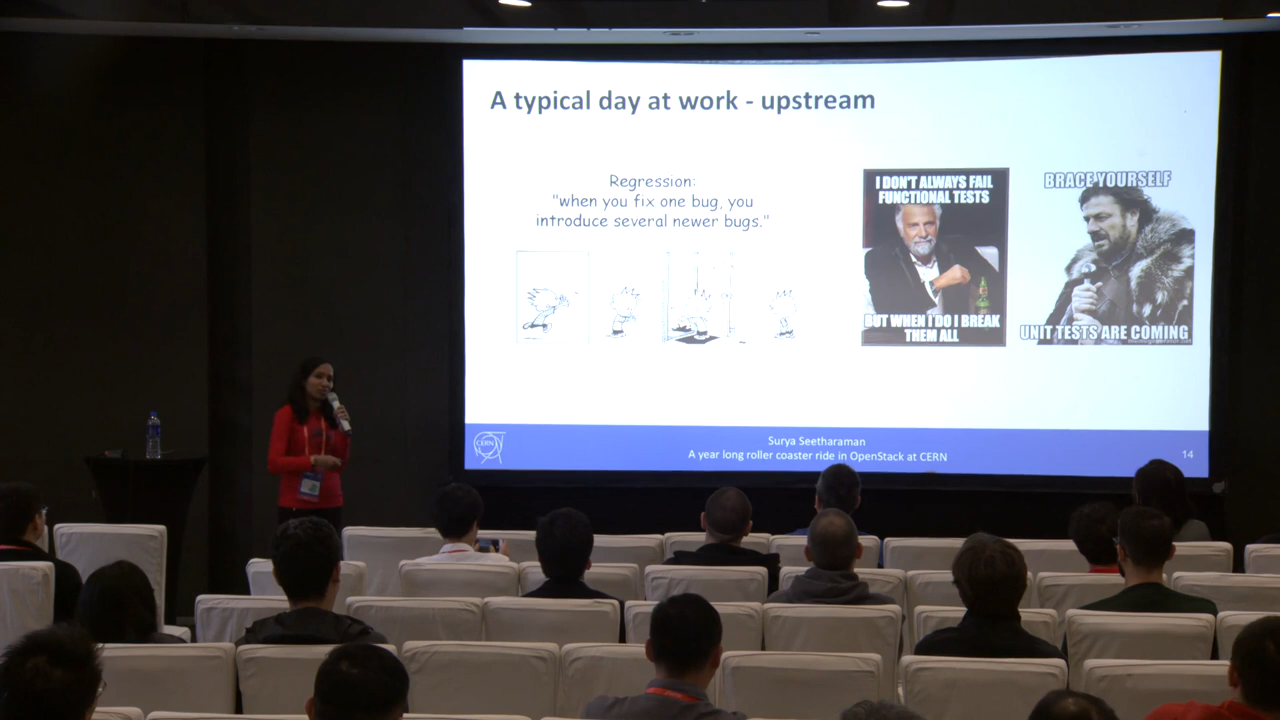 A typical day at work - upstream
Regression:
"when you fix one bug, you
introduce several newer bugs."
I DON'T ALWAYS FAIL
FUNCTIONAL TESTS
BUT WHEN I DO I BREAK
THEM ALL
BRACE YOURSELF
UNIT TESTS ARE COMING
CERN
Surya Seetharaman
A year long roller coaster ride in OpenStack at CERN
14